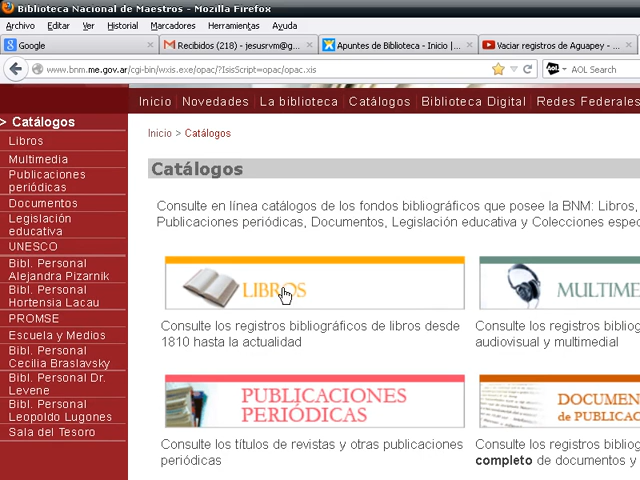 Biblioteca Nacional de Maestros - Mozilla Firefox
Archivo Editar Ver Historial Marcadores Herramientas Ayuda
Google
Recibidos (218) - jesusrvm@g...
Apuntes de Biblioteca - Inicio |...
Vaciar registros de Aguapey - ...
www.bnm.me.gov.ar/cgi-bin/wxis.exe/opac/?IsisScript=opac/opac.xis
Aol. AOL Search
Inicio Novedades La biblioteca Catálogos Biblioteca Digital Redes Federales
> Catálogos
Libros
Multimedia
Publicaciones
periódicas
Documentos
Legislación
educativa
UNESCO
Bibl. Personal
Alejandra Pizarnik
Bibl. Personal
Hortensia Lacau
PROMSE
Escuela y Medios
Bibl. Personal
Cecilia Braslavsky
Bibl. Personal Dr.
Levene
Bibl. Personal
Leopoldo Lugones
Sala del Tesoro
Inicio > Catálogos
Catálogos
Consulte en línea catálogos de los fondos bibliográficos que posee la BNM: Libros,
Publicaciones periódicas, Documentos, Legislación educativa y Colecciones espec
LIBROS
Consulte los registros bibliográficos de libros desde
1810 hasta la actualidad
MULTIME
Consulte los registros bibliog
audiovisual y multimedial
PUBLICACIONES
PERIÓDICAS
Consulte los títulos de revistas y otras publicaciones
periódicas
DOCUMEN
de PUBLICAC
Consulte los registros bibliog
completo de documentos y